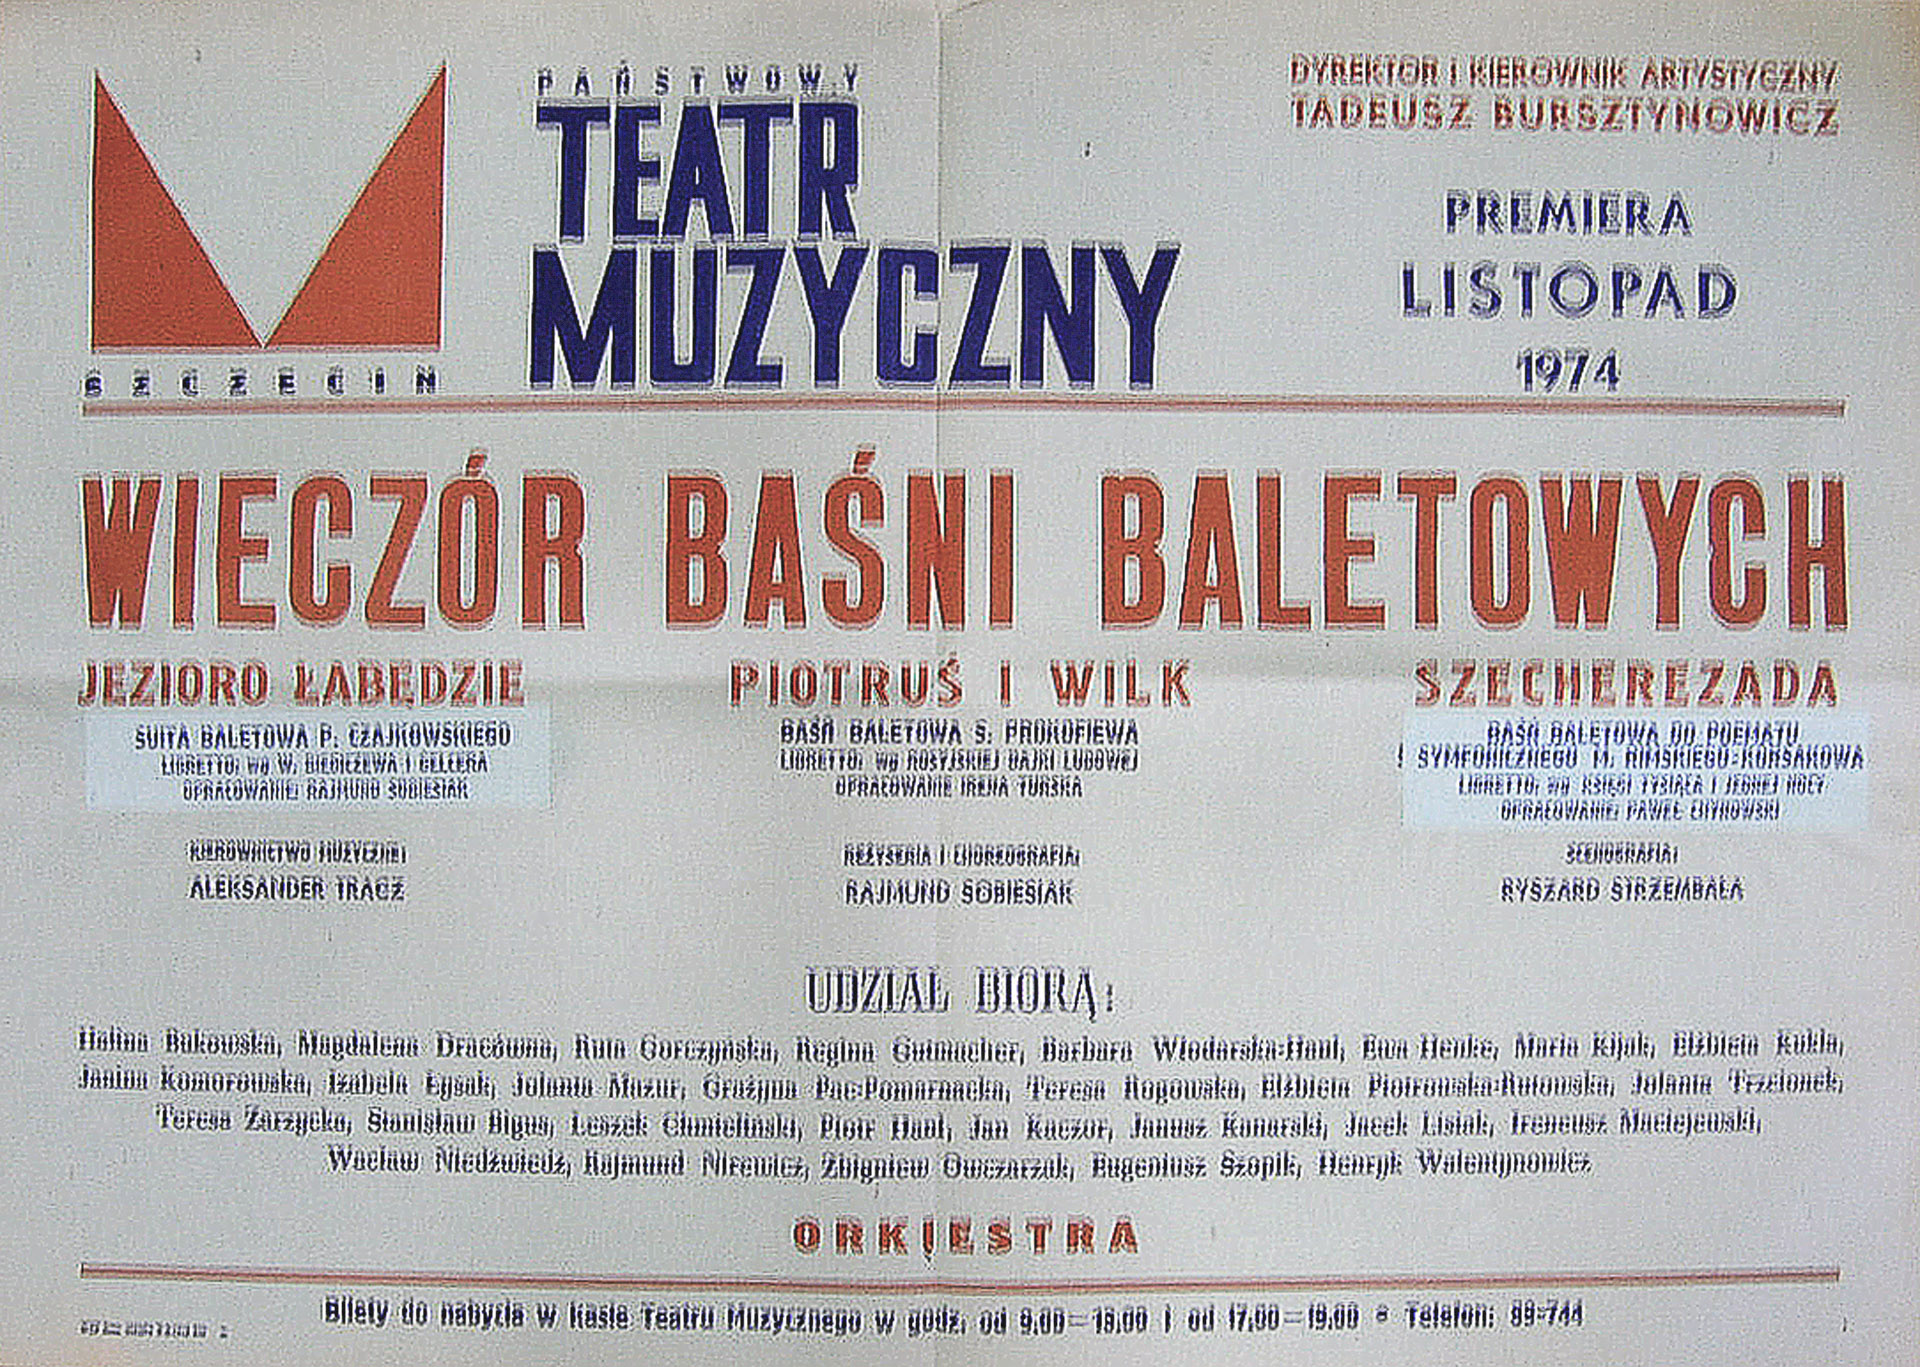 PAŃSTWOWY
TEATR
MUZYCZNY
SZCZECIN
DYREKTOR I KIEROWNIK ARTYSTYCZNY
TADEUSZ BURSZTYNOWICZ
PREMIERA
LISTOPAD
1974
WIECZÓR BAŚNI BALETOWYCH
JEZIORO ŁABĘDZIE
SUITA BALETOWA P. CZAJKOWSKIEGO
LIBRETTO: wg W. BIEGICZEWA I GELCERA
OPRACOWANIE: RAJMUND SOBIESIAK
PIOTRUŚ I WILK
BAŚŃ BALETOWA S. PROKOFIEWA
LIBRETTO: wg ROSYJSKIEJ BAJKI LUDOWEJ
OPRACOWANIE IRENA TURSKA
SZECHEREZADA
BAŚŃ BALETOWA DO POEMATU
SYMFONICZNEGO M. RIMSKIEGO-KORSAKOWA
LIBRETTO: wg KSIĘGI TYSIĄCA I JEDNEJ NOCY
OPRACOWANIE: PAWEŁ CHYNOWSKI
KIEROWNICTWO MUZYCZNE:
ALEKSANDER TRACZ
REŻYSERIA I CHOREOGRAFIA:
RAJMUND SOBIESIAK
SCENOGRAFIA:
RYSZARD STRZEMBAŁA
UDZIAŁ BIORĄ:
Halina Bukowska, Magdalena Dracówna, Ruta Gorczyńska, Regina Gutmacher, Barbara Włodarska-Haul, Ewa Henke, Maria Kijak, Elżbieta Kukla,
Janina Komorowska, Izabela Łysak, Jolanta Mazur, Grażyna Pac-Pomarnacka, Teresa Rogowska, Elżbieta Piotrowska-Rutowska, Jolanta Trzcionek,
Teresa Zarzycka, Stanisław Bigus, Leszek Chmieliński, Piotr Haul, Jan Kaczor, Janusz Konarski, Jacek Lisiak, Ireneusz Maciejewski,
Wacław Niedźwiedź, Rajmund Nirewicz, Zbigniew Owczarzak, Eugeniusz Szopik, Henryk Walentynowicz
ORKIESTRA
Bilety do nabycia w kasie Teatru Muzycznego w godz. od 9,00–13,00 i od 17,00–19,00 • Telefon: 89-744